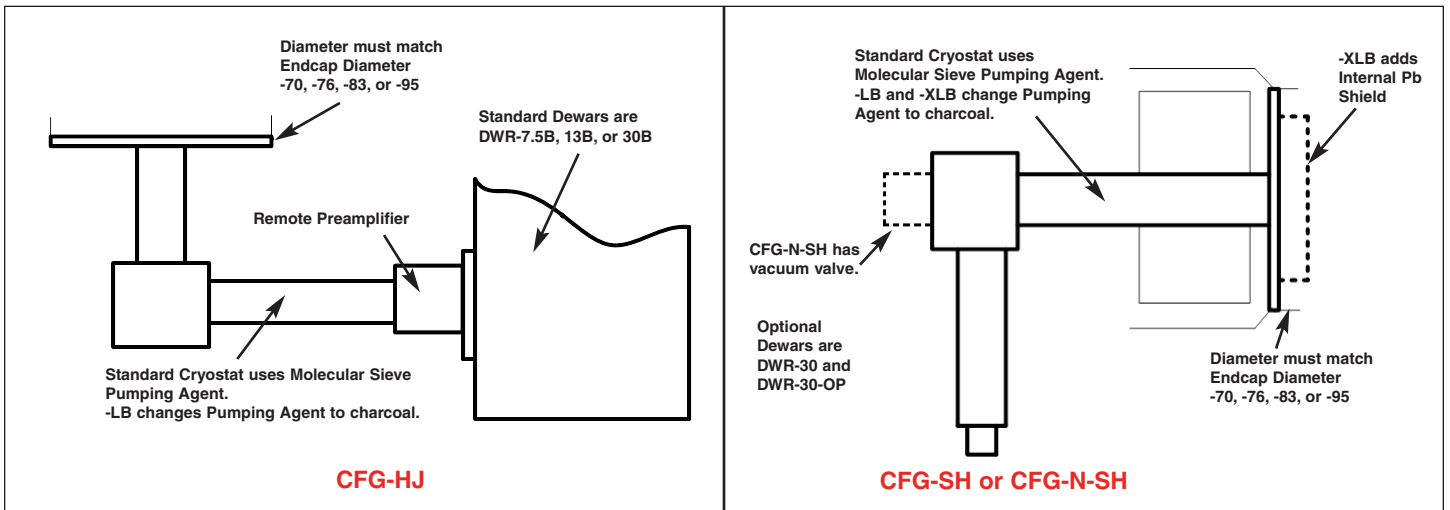 Diameter must match
Endcap Diameter
-70, -76, -83, or -95
Standard Dewars are
DWR-7.5B, 13B, or 30B
Remote Preamplifier
Standard Cryostat uses Molecular Sieve
Pumping Agent.
-LB changes Pumping Agent to charcoal.
CFG-HJ
Standard Cryostat uses
Molecular Sieve Pumping Agent.
-LB and -XLB change Pumping
Agent to charcoal.
-XLB adds
Internal Pb
Shield
CFG-N-SH has
vacuum valve.
Optional
Dewars are
DWR-30 and
DWR-30-OP
Diameter must match
Endcap Diameter
-70, -76, -83, or -95
CFG-SH or CFG-N-SH